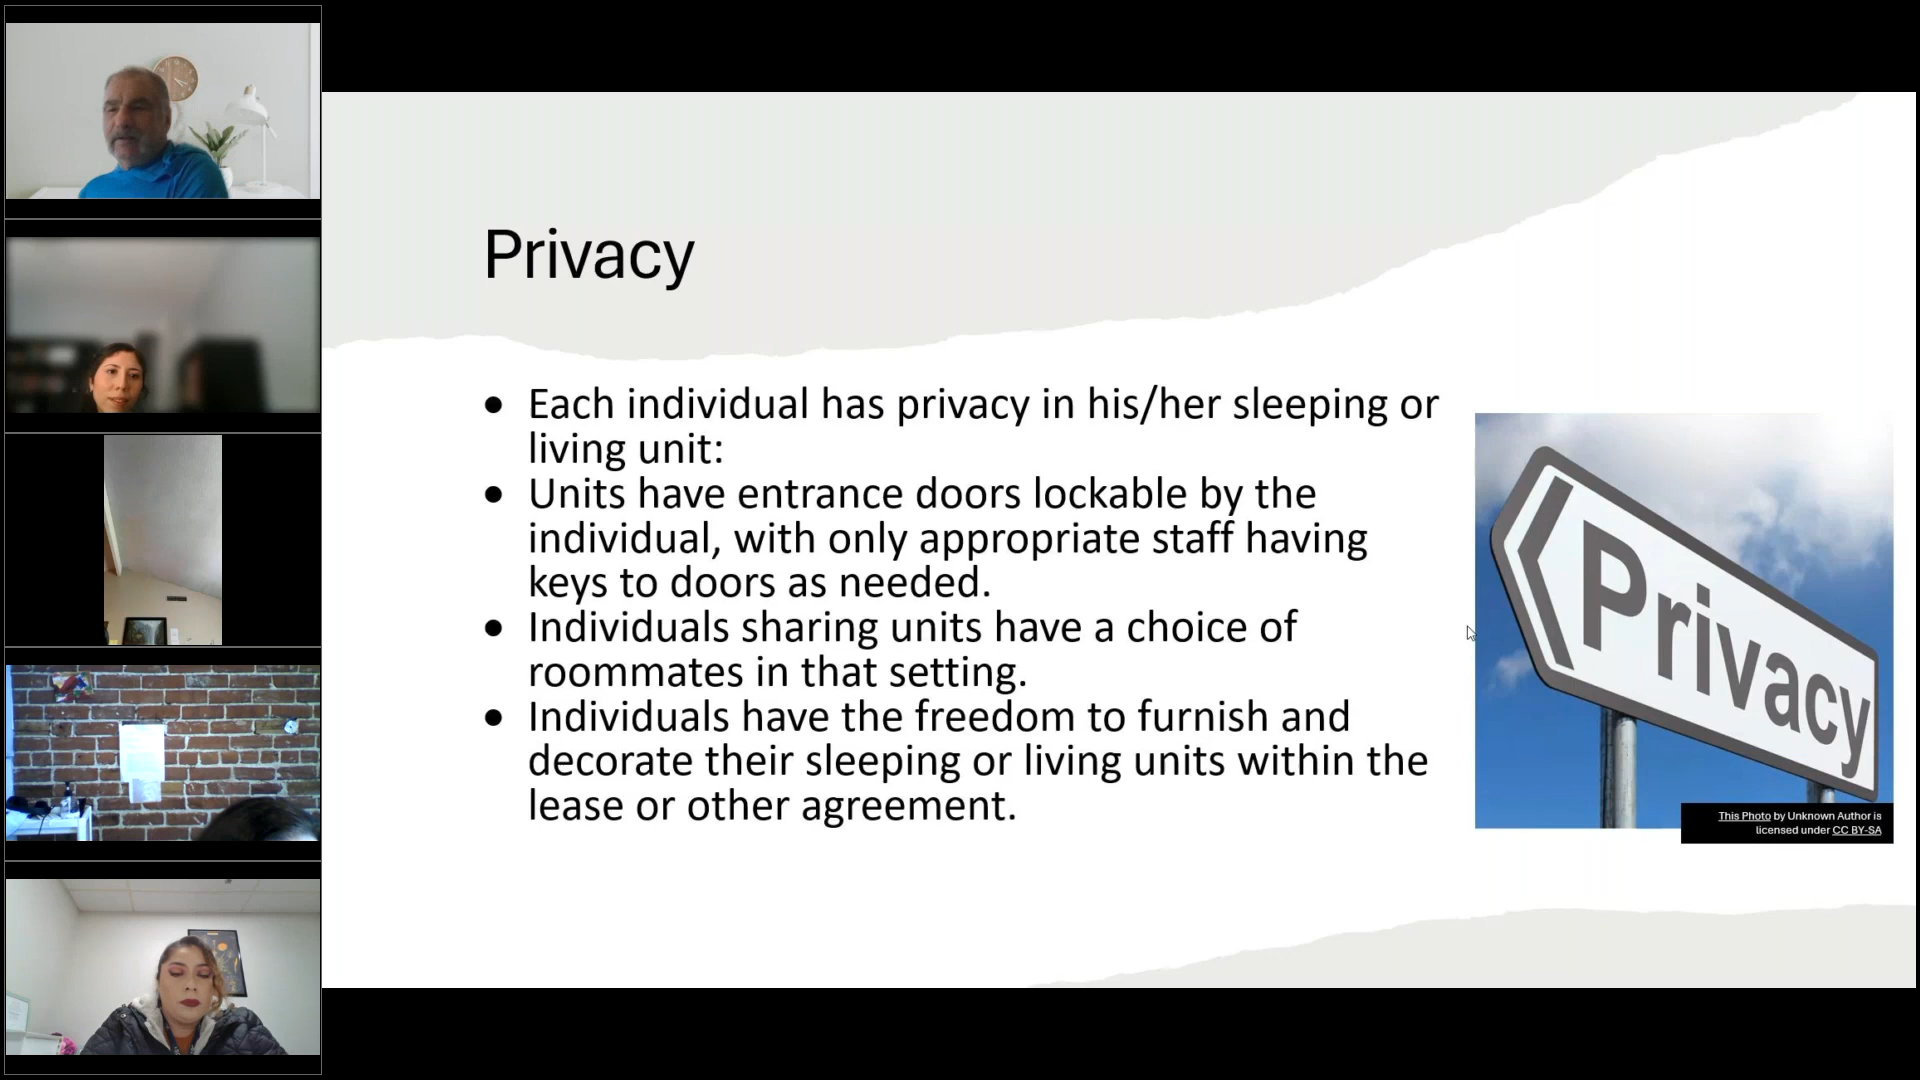 Privacy
• Each individual has privacy in his/her sleeping or
living unit:
• Units have entrance doors lockable by the
individual, with only appropriate staff having
keys to doors as needed.
• Individuals sharing units have a choice of
roommates in that setting.
• Individuals have the freedom to furnish and
decorate their sleeping or living units within the
lease or other agreement.
Privacy
This Photo by Unknown Author is
licensed under CC BY-SA